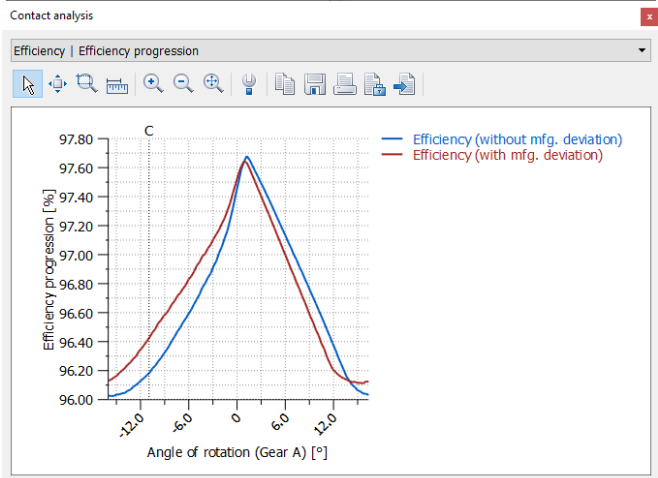 Contact analysis
x
Efficiency | Efficiency progression
C
Efficiency (without mfg. deviation)
Efficiency (with mfg. deviation)
Efficiency progression [%]
97.80
97.60
97.40
97.20
97.00
96.80
96.60
96.40
96.20
96.00
-12.0
-6.0
0
6.0
12.0
Angle of rotation (Gear A) [°]